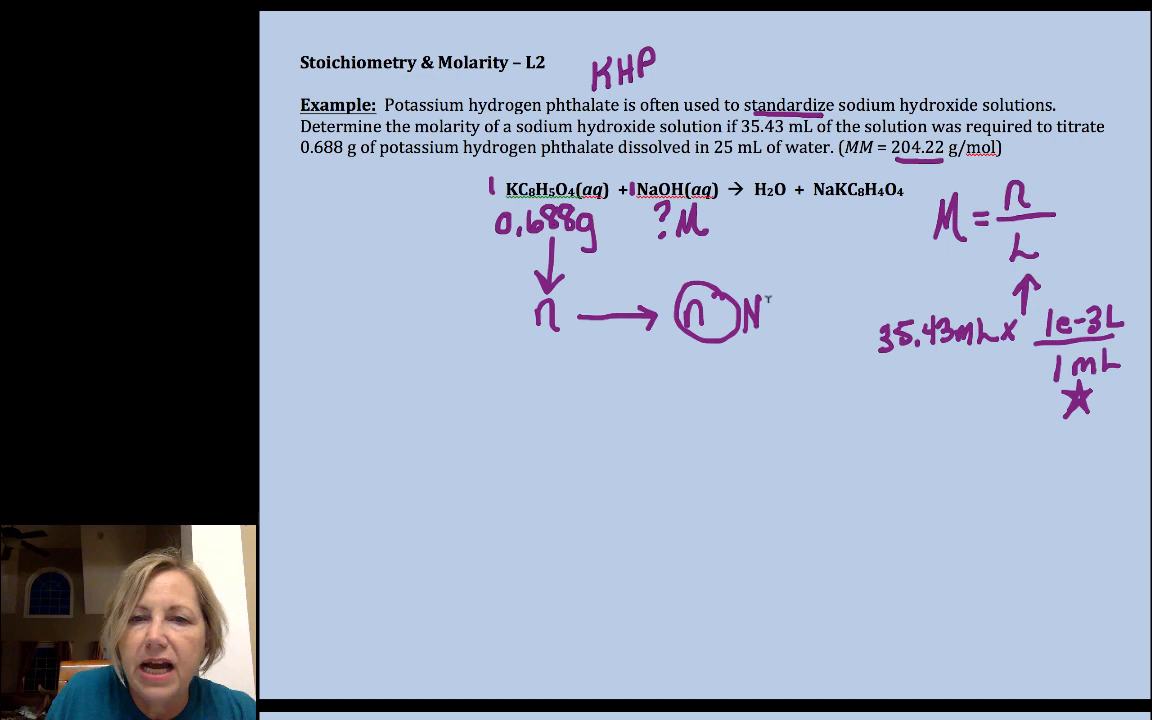 Stoichiometry & Molarity – L2
KHP
Example: Potassium hydrogen phthalate is often used to standardize sodium hydroxide solutions.
Determine the molarity of a sodium hydroxide solution if 35.43 mL of the solution was required to titrate
0.688 g of potassium hydrogen phthalate dissolved in 25 mL of water. (MM = 204.22 g/mol)
1 KC₈H₅O₄(aq) + 1 NaOH(aq) → H₂O + NaKC₈H₄O₄
0.688g ? M
M = n / L
n → n N
35.43mL x 1e-3L / 1 mL